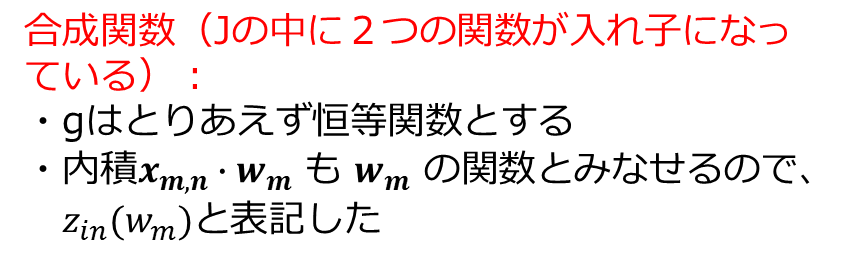 合成関数（Jの中に２つの関数が入れ子になっ
ている）：
・gはとりあえず恒等関数とする
・内積𝒙ₘ,ₙ · 𝒘ₘ も 𝒘ₘ の関数とみなせるので、
z_{in}(w_m)と表記した